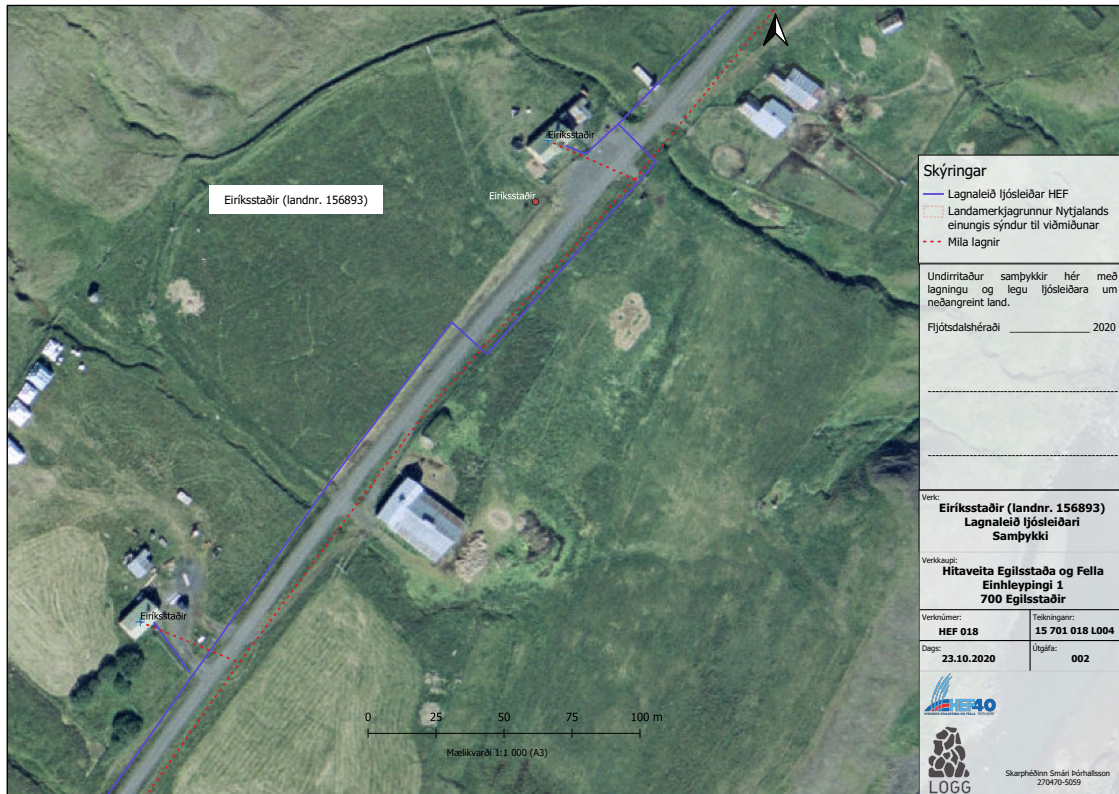 Eiríksstaðir
Eiríksstaðir (landnr. 156893)
Eiríksstaðir
Eiríksstaðir
0 25 50 75 100 m
Mælikvarði 1:1 000 (A3)
Skýringar
Lagnaleið ljósleiðar HEF
Landamerkjagrunnur Nytjalands
einungis sýndur til viðmiðunar
Mila lagnir
Undirritaður samþykkir hér með
lagningu og legu ljósleiðara um
neðangreint land.
Fljótsdalshéraði ______________ 2020
Verk:
Eiríksstaðir (landnr. 156893)
Lagnaleið ljósleiðari
Samþykki
Verkkaupi:
Hitaveita Egilsstaða og Fella
Einhleypingi 1
700 Egilsstaðir
Verknúmer:
HEF 018
Teikninganr:
15 701 018 L004
Dags:
23.10.2020
Útgáfa:
002
HEF40
LOGG
Skarphéðinn Smári Þórhallsson
270470-5059